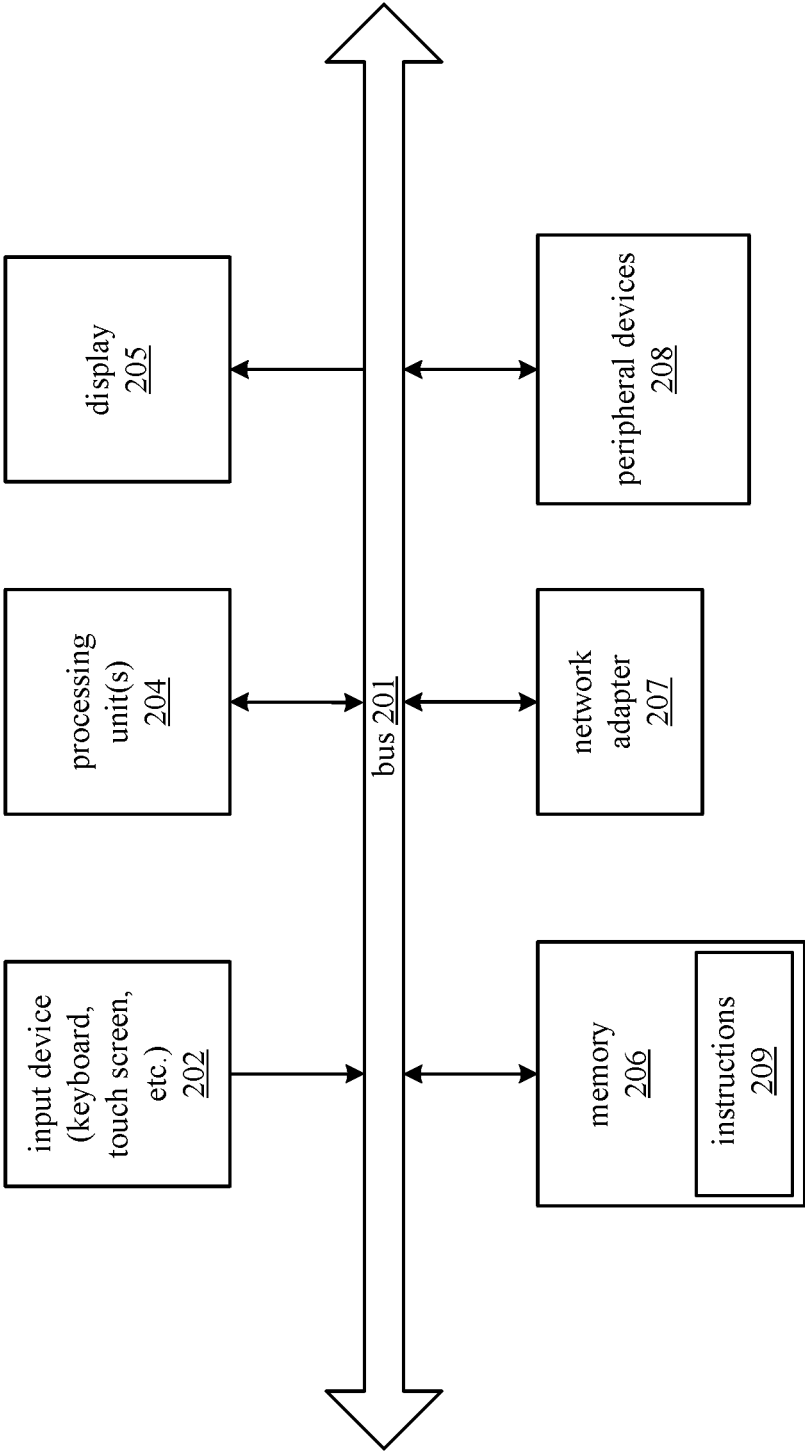 input device
(keyboard,
touch screen,
etc.)
202
processing
unit(s)
204
display
205
bus 201
memory
206
instructions
209
network
adapter
207
peripheral devices
208